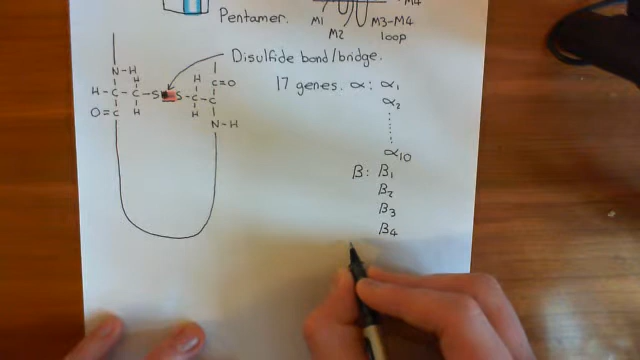 M4
Pentamer.
M1
M2
M3-M4
loop
Disulfide bond/bridge.
17 genes. α: α1
α2
α10
β: β1
β2
β3
β4
N-H
H
H-C-C-S S-C-C
H
O=C
H
C=O
H
N-H